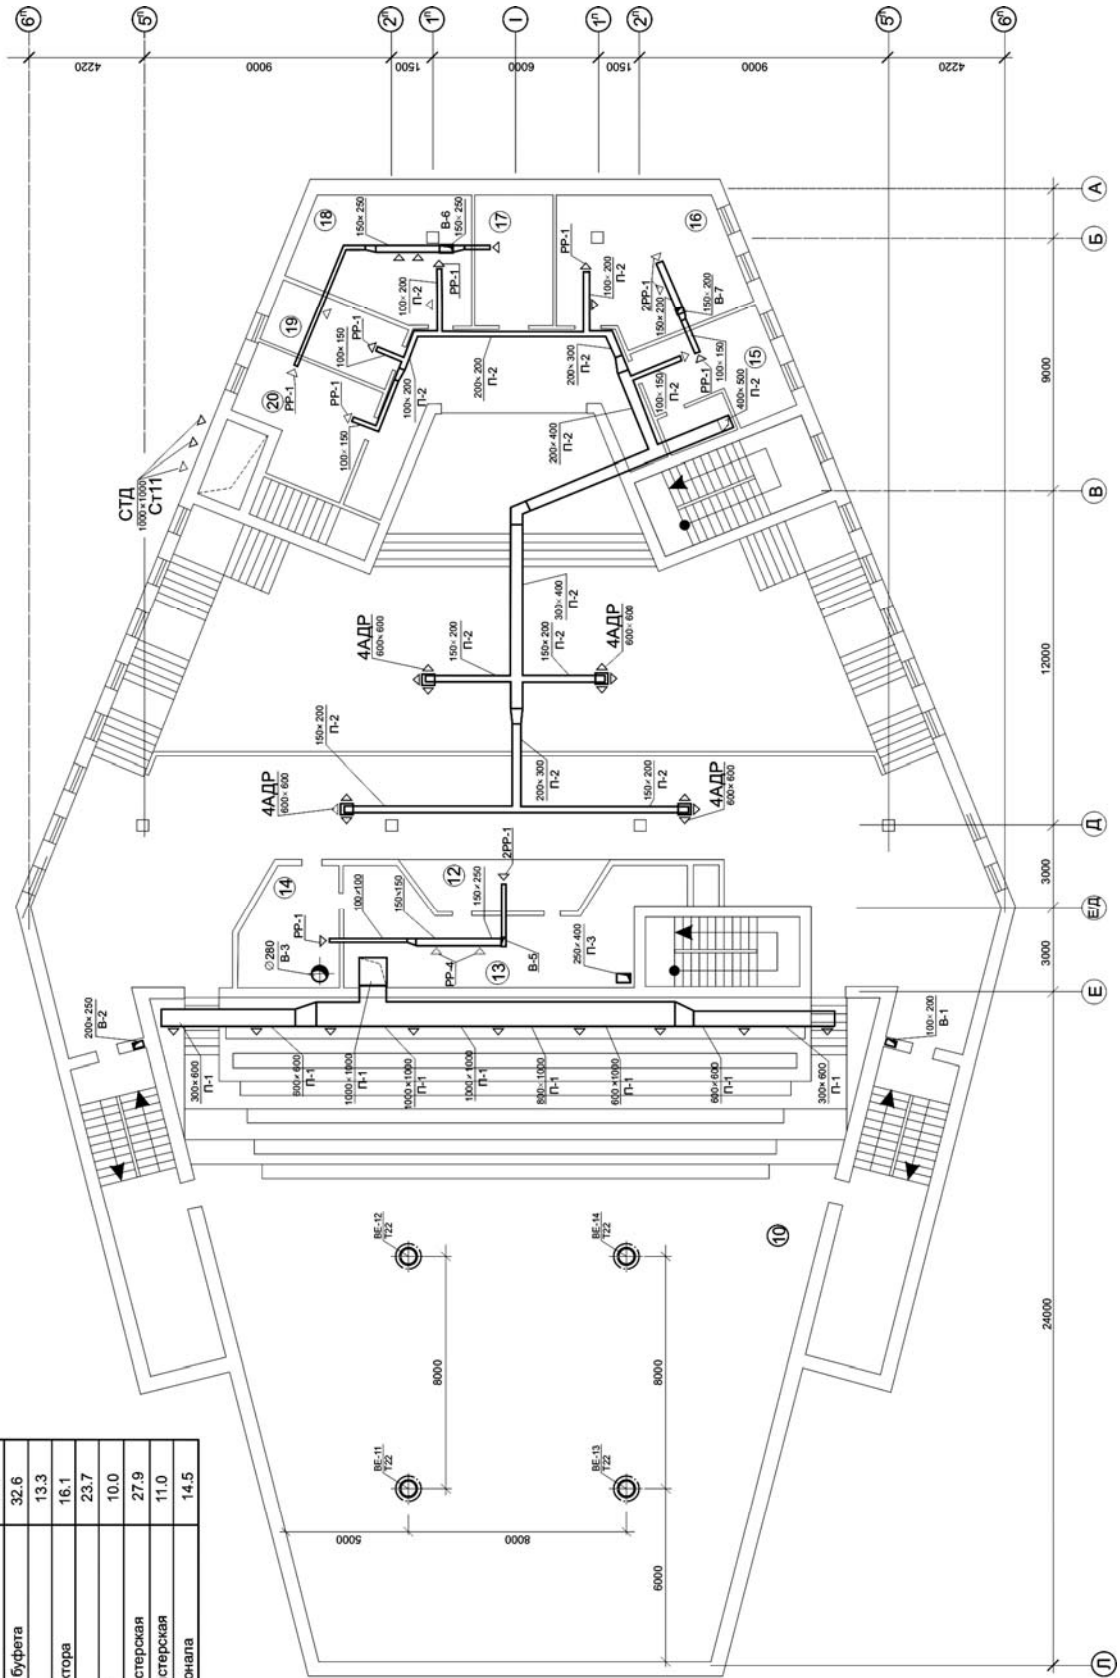 6ᴾ
5ᴾ
2ᴾ
1ᴾ
I
1ᴾ
2ᴾ
5ᴾ
6ᴾ
4220
9000
1500
6000
1500
9000
4220
А
Б
В
Д
Е/Д
Е
Л
9000
12000
3000
3000
24000
СТД
1000×1000
СТ11
18
150× 250
В-6
150× 250
17
19
РР-1
20
РР-1
100× 150
РР-1
100× 150
100× 200
П-2
РР-1
100× 200
П-2
200× 200
П-2
РР-1
100× 200
П-2
16
2РР-1
150× 200
150× 200
В-7
200× 300
П-2
100× 150
П-2
РР-1
100× 150
15
400× 500
П-2
200× 400
П-2
300× 400
П-2
4АДР
600× 600
150× 200
П-2
150× 200
П-2
4АДР
600× 600
150× 200
П-2
4АДР
600× 600
200× 300
П-2
150× 200
П-2
4АДР
600× 600
14
12
2РР-1
100×100
150×150
150× 250
РР-1
∅280
В-3
РР-4
13
В-5
250× 400
П-3
200× 250
В-2
100× 200
В-1
300× 600
П-1
600× 600
П-1
1000× 1000
П-1
1000× 1000
П-1
1000× 1000
П-1
800× 1000
П-1
600 ×1000
П-1
600× 600
П-1
300× 600
П-1
ВЕ-12
Т22
ВЕ-14
Т22
10
8000
8000
ВЕ-11
Т22
ВЕ-13
Т22
5000
8000
6000
буфета 32.6
13.3
ктора 16.1
23.7
10.0
стерская 27.9
стерская 11.0
онала 14.5